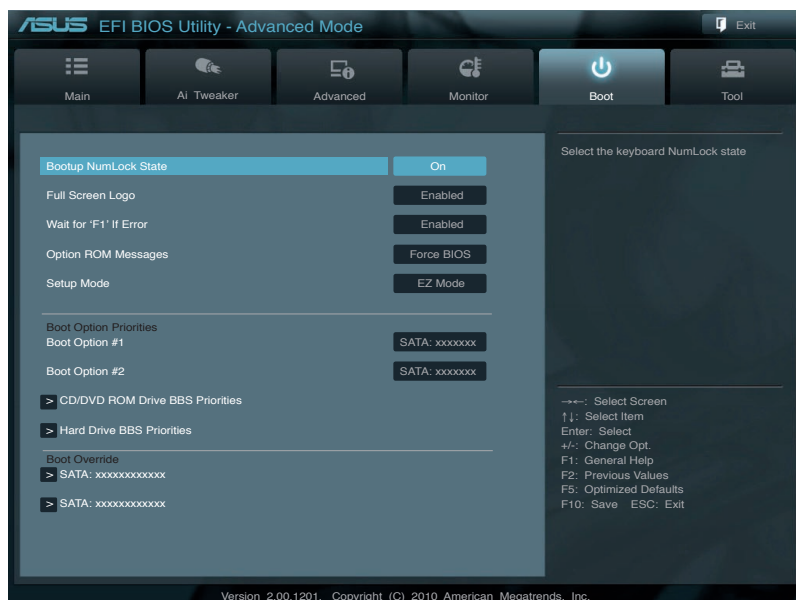 ASUS EFI BIOS Utility - Advanced Mode
Exit
Main
Ai Tweaker
Advanced
Monitor
Boot
Tool
Bootup NumLock State On
Full Screen Logo Enabled
Wait for ‘F1’ If Error Enabled
Option ROM Messages Force BIOS
Setup Mode EZ Mode
Boot Option Priorities
Boot Option #1 SATA: xxxxxxx
Boot Option #2 SATA: xxxxxxx
> CD/DVD ROM Drive BBS Priorities
> Hard Drive BBS Priorities
Boot Override
> SATA: xxxxxxxxxxxx
> SATA: xxxxxxxxxxxx
Select the keyboard NumLock state
→←: Select Screen
↑↓: Select Item
Enter: Select
+/-: Change Opt.
F1: General Help
F2: Previous Values
F5: Optimized Defaults
F10: Save ESC: Exit
Version 2.00.1201. Copyright (C) 2010 American Megatrends, Inc.